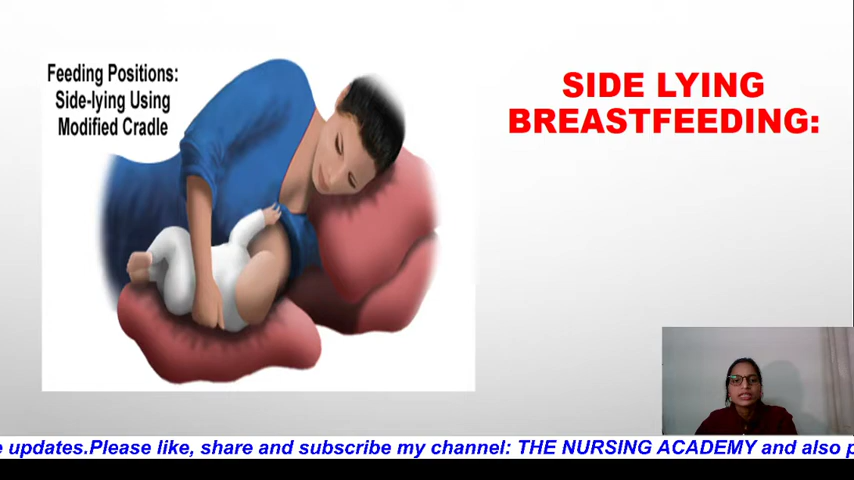 Feeding Positions:
Side-lying Using
Modified Cradle
SIDE LYING
BREASTFEEDING:
updates.Please like, share and subscribe my channel: THE NURSING ACADEMY and also